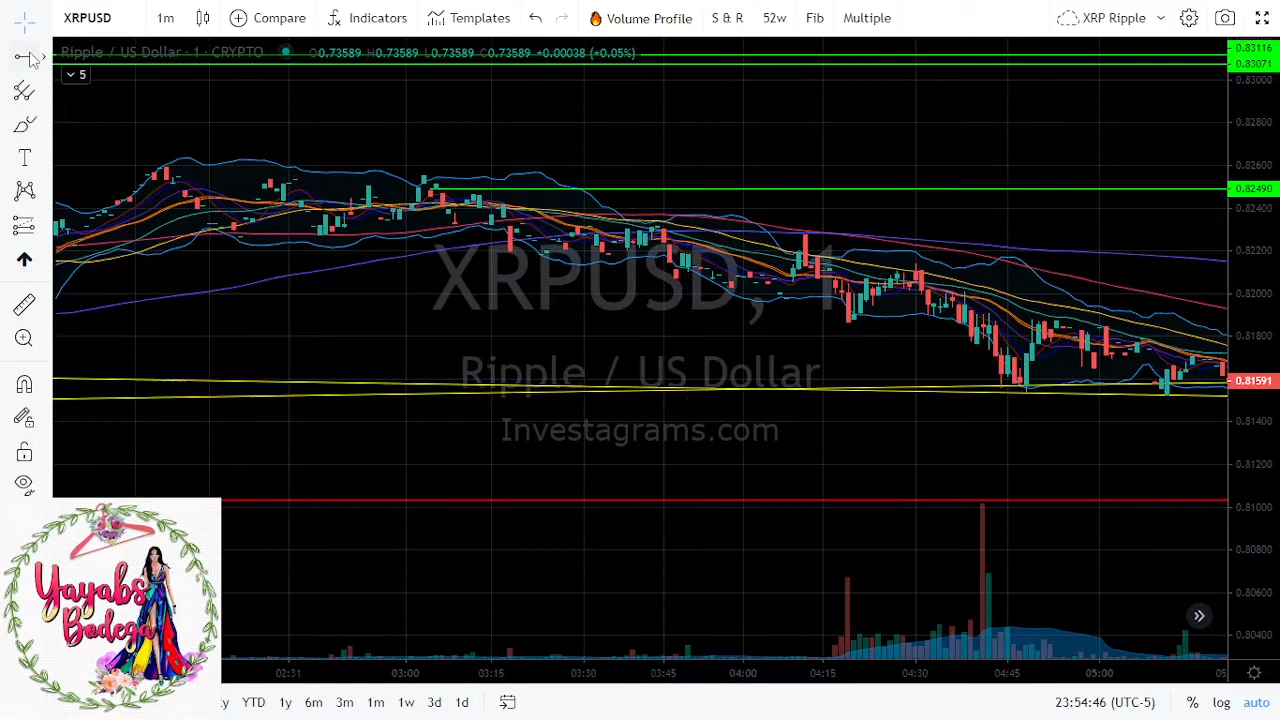 XRPUSD 1m Compare Indicators Templates Volume Profile S & R 52w Fib Multiple XRP Ripple
Ripple / US Dollar · 1 · CRYPTO O0.73589 H0.73589 L0.73589 C0.73589 +0.00038 (+0.05%)
5
0.83116
0.83071
0.83000
0.82800
0.82600
0.82490
0.82400
0.82200
0.82000
0.81800
0.81591
0.81400
0.81200
0.81000
0.80800
0.80600
0.80400
XRPUSD, 1
Ripple / US Dollar
Investagrams.com
Yayabs
Bodega
02:31 03:00 03:15 03:30 03:45 04:00 04:15 04:30 04:45 05:00 05
y YTD 1y 6m 3m 1m 1w 3d 1d 23:54:46 (UTC-5) % log auto